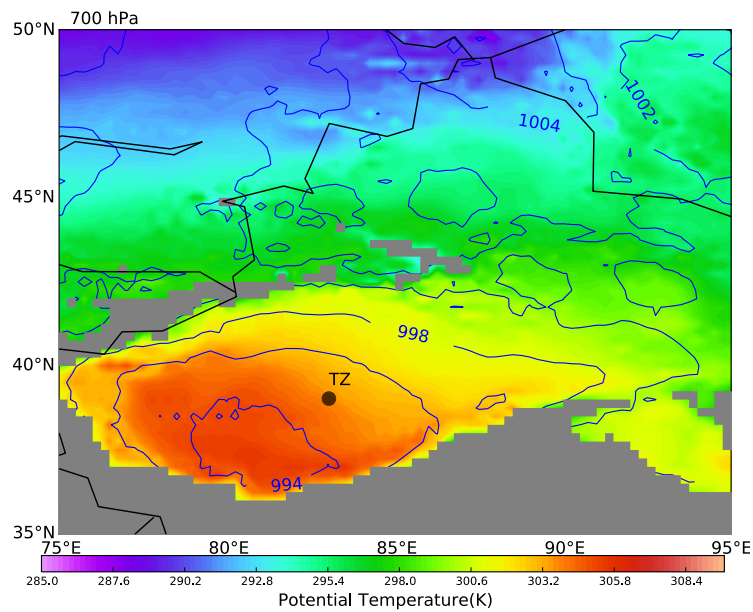 700 hPa
50°N
1002
1004
45°N
998
40°N
TZ
994
35°N
75°E 80°E 85°E 90°E 95°E
285.0 287.6 290.2 292.8 295.4 298.0 300.6 303.2 305.8 308.4
Potential Temperature(K)